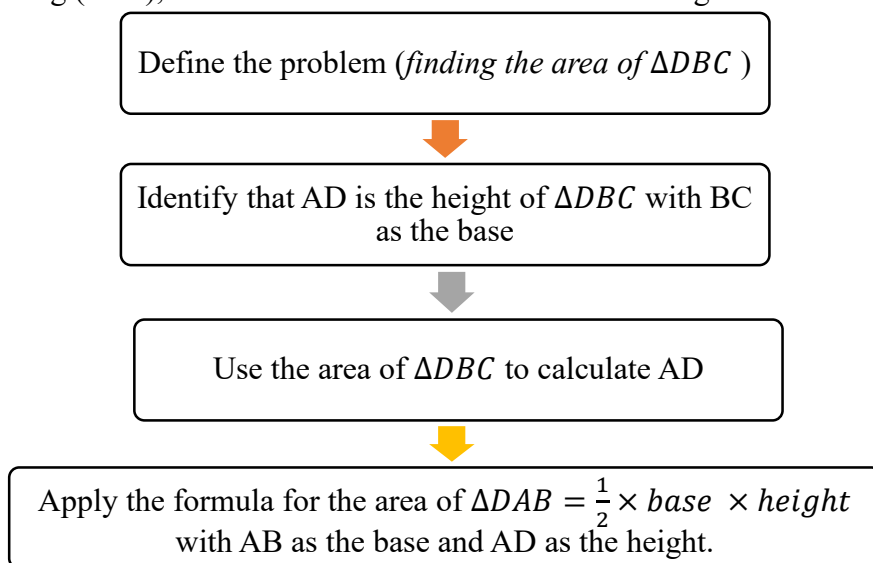 Define the problem (finding the area of ΔDBC )
Identify that AD is the height of ΔDBC with BC
as the base
Use the area of ΔDBC to calculate AD
Apply the formula for the area of ΔDAB = 1/2 × base × height
with AB as the base and AD as the height.